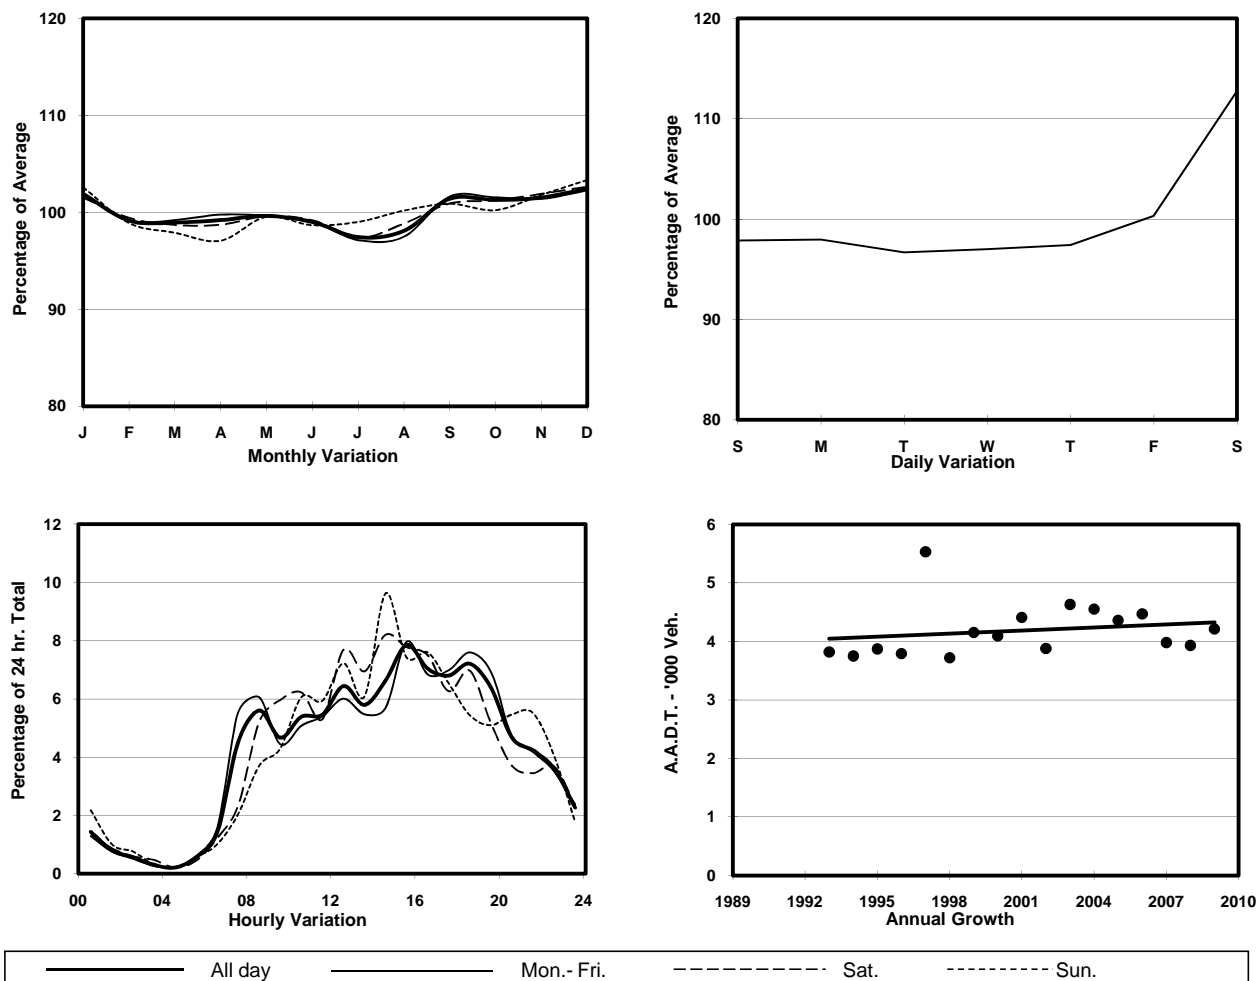 120
110
100
90
80
Percentage of Average
J F M A M J J A S O N D
Monthly Variation
120
110
100
90
80
Percentage of Average
S M T W T F S
Daily Variation
12
10
8
6
4
2
0
Percentage of 24 hr. Total
00 04 08 12 16 20 24
Hourly Variation
6
5
4
3
2
1
0
A.A.D.T. - '000 Veh.
1989 1992 1995 1998 2001 2004 2007 2010
Annual Growth
All day Mon.- Fri. Sat. Sun.